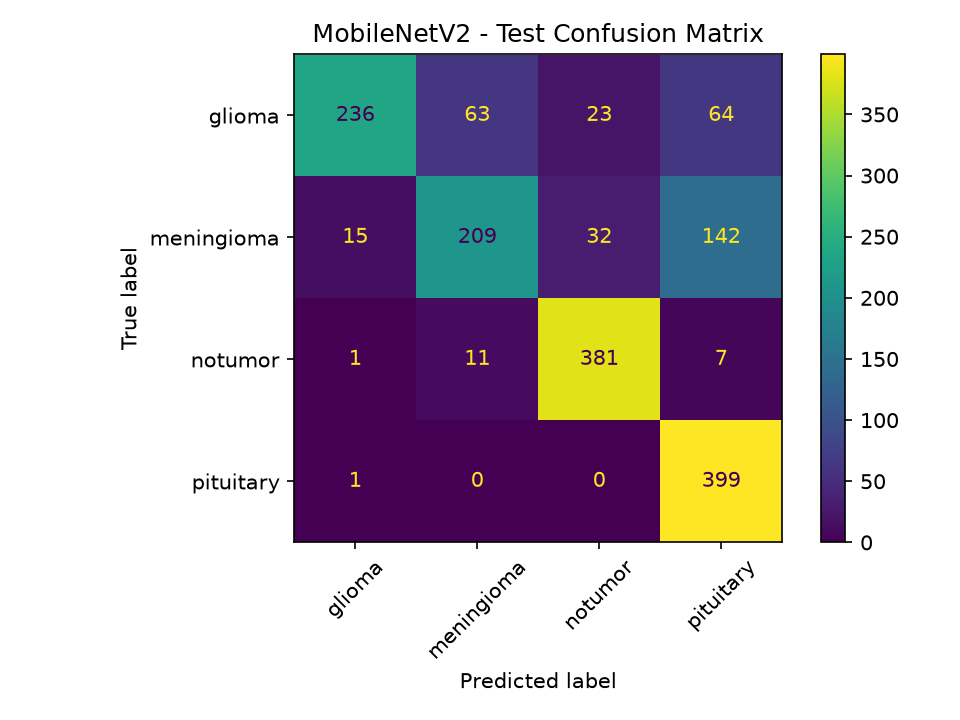 MobileNetV2 - Test Confusion Matrix
True label
glioma 236 63 23 64
meningioma 15 209 32 142
notumor 1 11 381 7
pituitary 1 0 0 399
glioma meningioma notumor pituitary
Predicted label
350
300
250
200
150
100
50
0